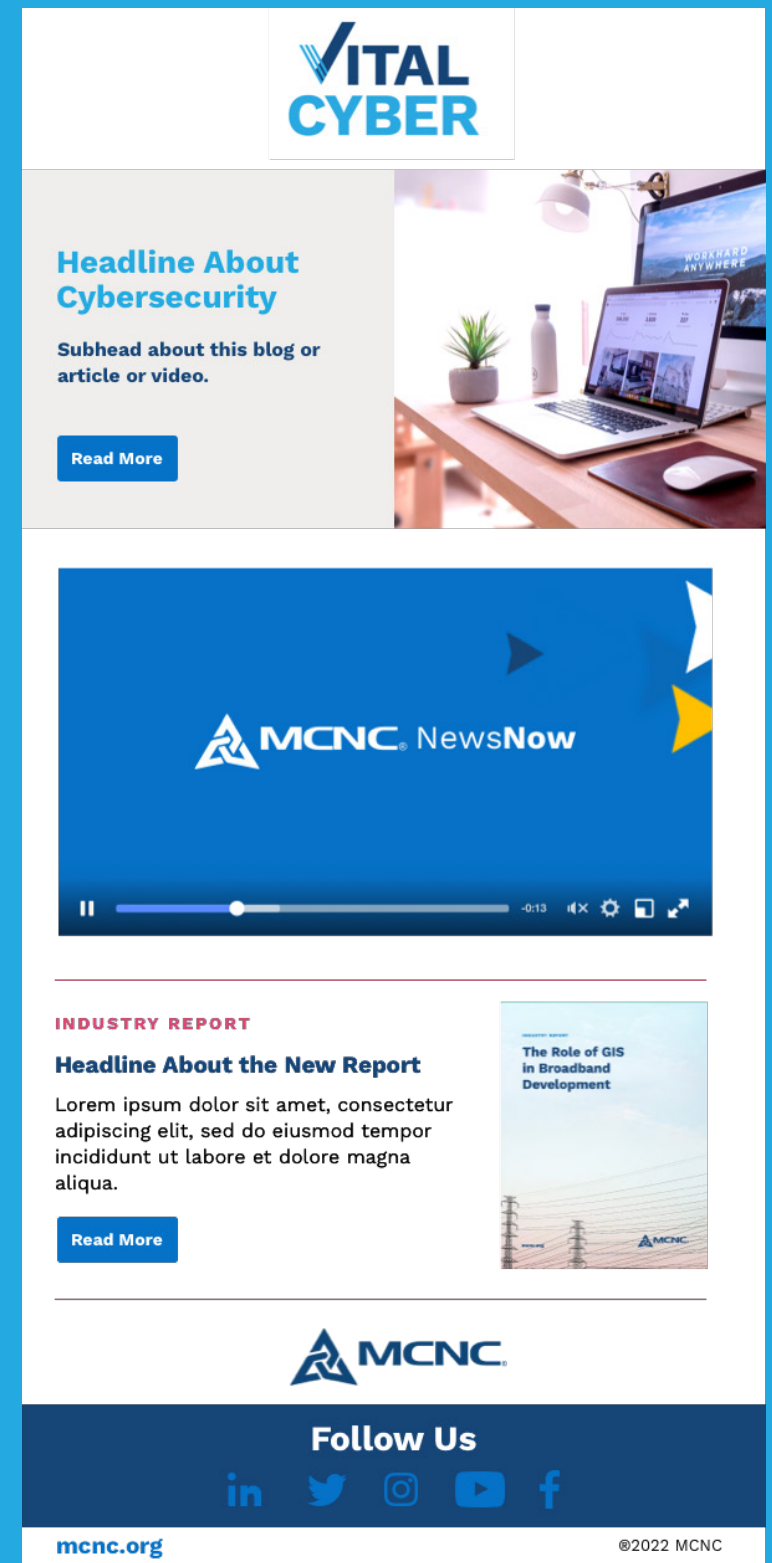 VITAL
CYBER
Headline About
Cybersecurity
Subhead about this blog or
article or video.
Read More
WORKHARD
ANYWHERE
MCNC® NewsNow
-0:13
INDUSTRY REPORT
Headline About the New Report
Lorem ipsum dolor sit amet, consectetur
adipiscing elit, sed do eiusmod tempor
incididunt ut labore et dolore magna
aliqua.
Read More
INDUSTRY REPORT
The Role of GIS
in Broadband
Development
mcnc.org
MCNC
MCNC®
Follow Us
mcnc.org
®2022 MCNC